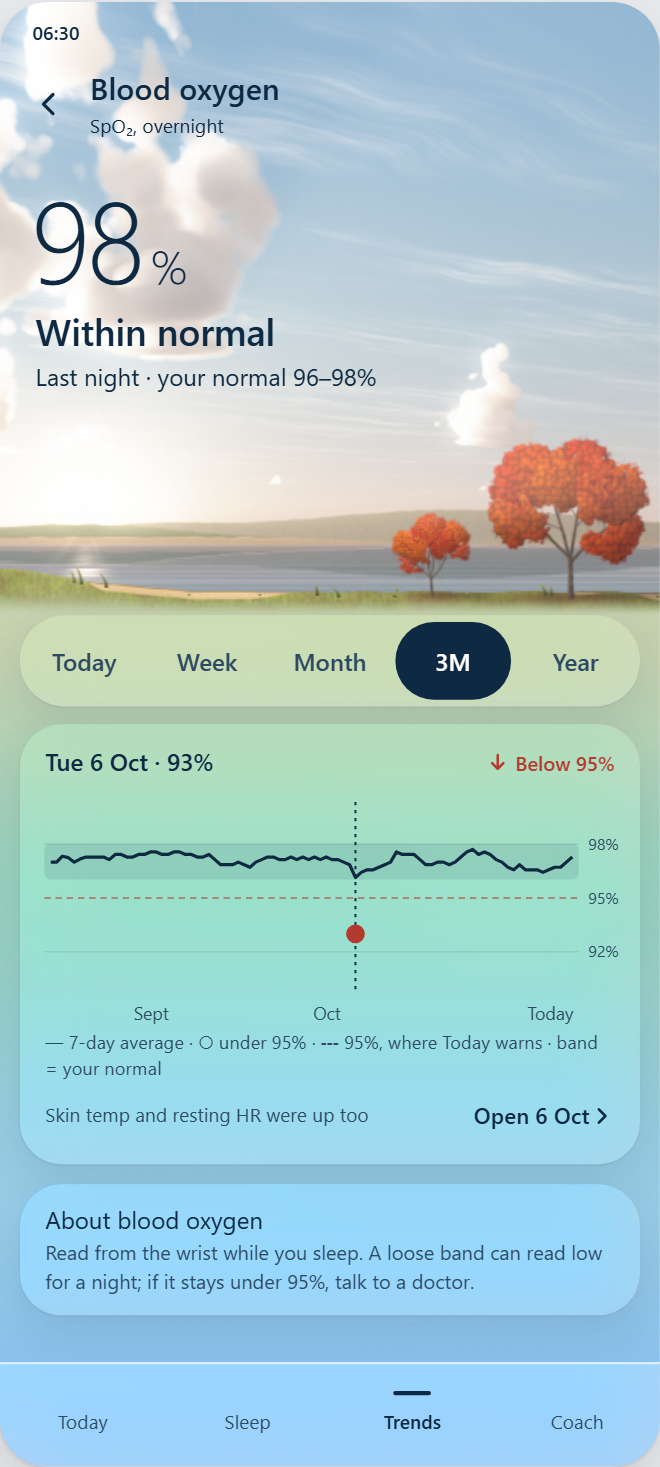 06:30
Blood oxygen
SpO₂, overnight
98 %
Within normal
Last night · your normal 96–98%
Today Week Month 3M Year
Tue 6 Oct · 93% ↓ Below 95%
98%
95%
92%
Sept Oct Today
— 7-day average · ○ under 95% · --- 95%, where Today warns · band
= your normal
Skin temp and resting HR were up too Open 6 Oct >
About blood oxygen
Read from the wrist while you sleep. A loose band can read low
for a night; if it stays under 95%, talk to a doctor.
Today Sleep Trends Coach